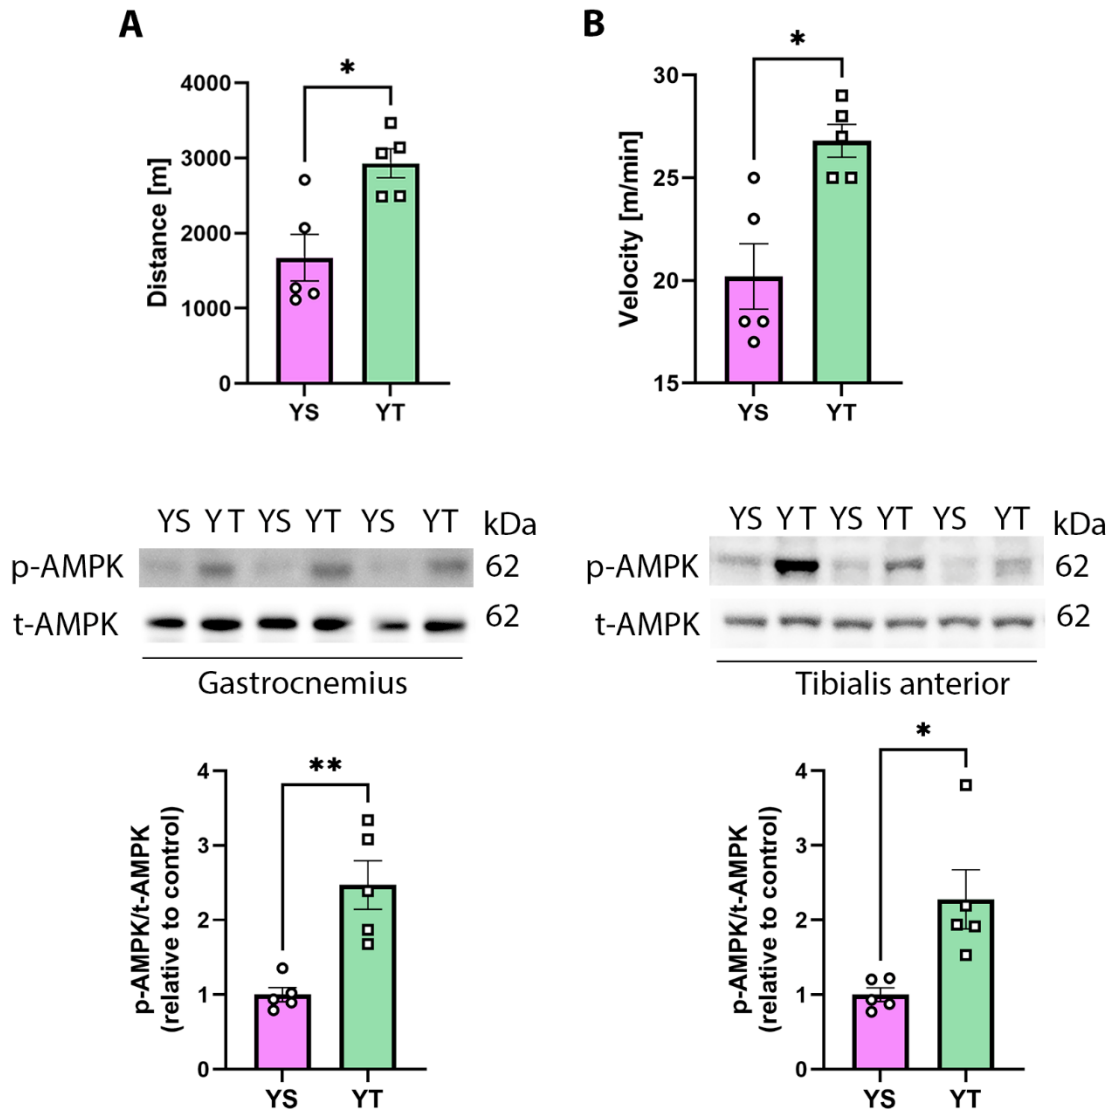 A
B
*
*
4000
3000
2000
1000
0
Distance [m]
YS
YT
30
25
20
15
Velocity [m/min]
YS
YT
YS YT YS YT YS YT kDa
p-AMPK 62
t-AMPK 62
Gastrocnemius
YS YT YS YT YS YT kDa
p-AMPK 62
t-AMPK 62
Tibialis anterior
**
4
3
2
1
0
p-AMPK/t-AMPK
(relative to control)
YS
YT
*
4
3
2
1
0
p-AMPK/t-AMPK
(relative to control)
YS
YT